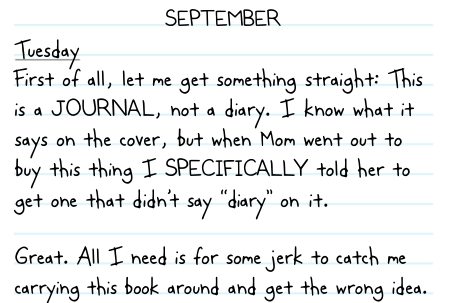 SEPTEMBER
Tuesday
First of all, let me get something straight: This
is a JOURNAL, not a diary. I know what it
says on the cover, but when Mom went out to
buy this thing I SPECIFICALLY told her to
get one that didn't say "diary" on it.
Great. All I need is for some jerk to catch me
carrying this book around and get the wrong idea.